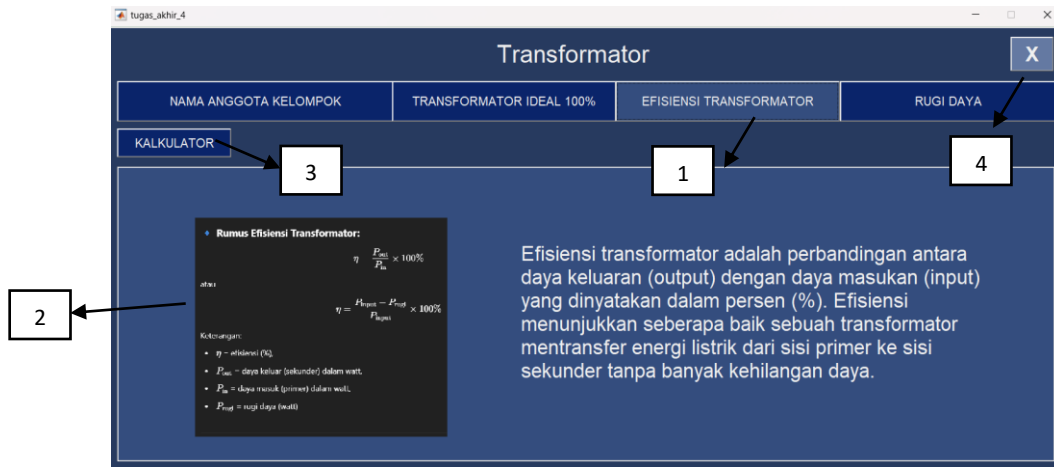 tugas_akhir_4
Transformator
X
NAMA ANGGOTA KELOMPOK
TRANSFORMATOR IDEAL 100%
EFISIENSI TRANSFORMATOR
RUGI DAYA
KALKULATOR
3
1
4
2
Rumus Efisiensi Transformator:
η = P_out / P_in × 100%
atau
η = P_input − P_rugi / P_input × 100%
Keterangan:
• η = efisiensi (%),
• P_out = daya keluar (sekunder) dalam watt,
• P_in = daya masuk (primer) dalam watt,
• P_rugi = rugi daya (watt)
Efisiensi transformator adalah perbandingan antara
daya keluaran (output) dengan daya masukan (input)
yang dinyatakan dalam persen (%). Efisiensi
menunjukkan seberapa baik sebuah transformator
mentransfer energi listrik dari sisi primer ke sisi
sekunder tanpa banyak kehilangan daya.